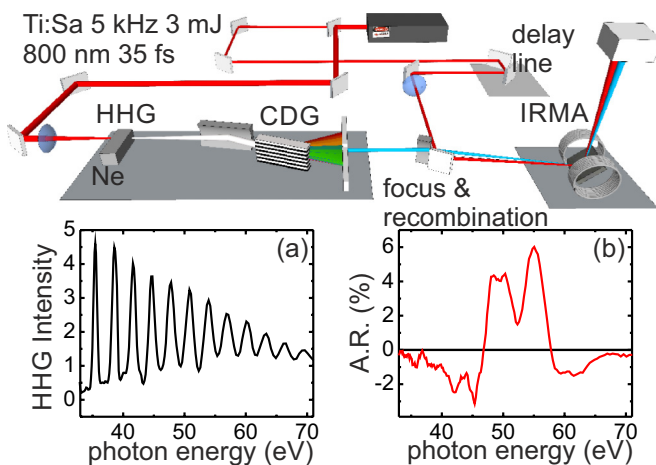 Ti:Sa 5 kHz 3 mJ
800 nm 35 fs
delay
line
HHG
CDG
IRMA
Ne
focus &
recombination
(a)
HHG Intensity
5
4
3
2
1
0
40
50
60
70
photon energy (eV)
(b)
A.R. (%)
6
4
2
0
-2
40
50
60
70
photon energy (eV)